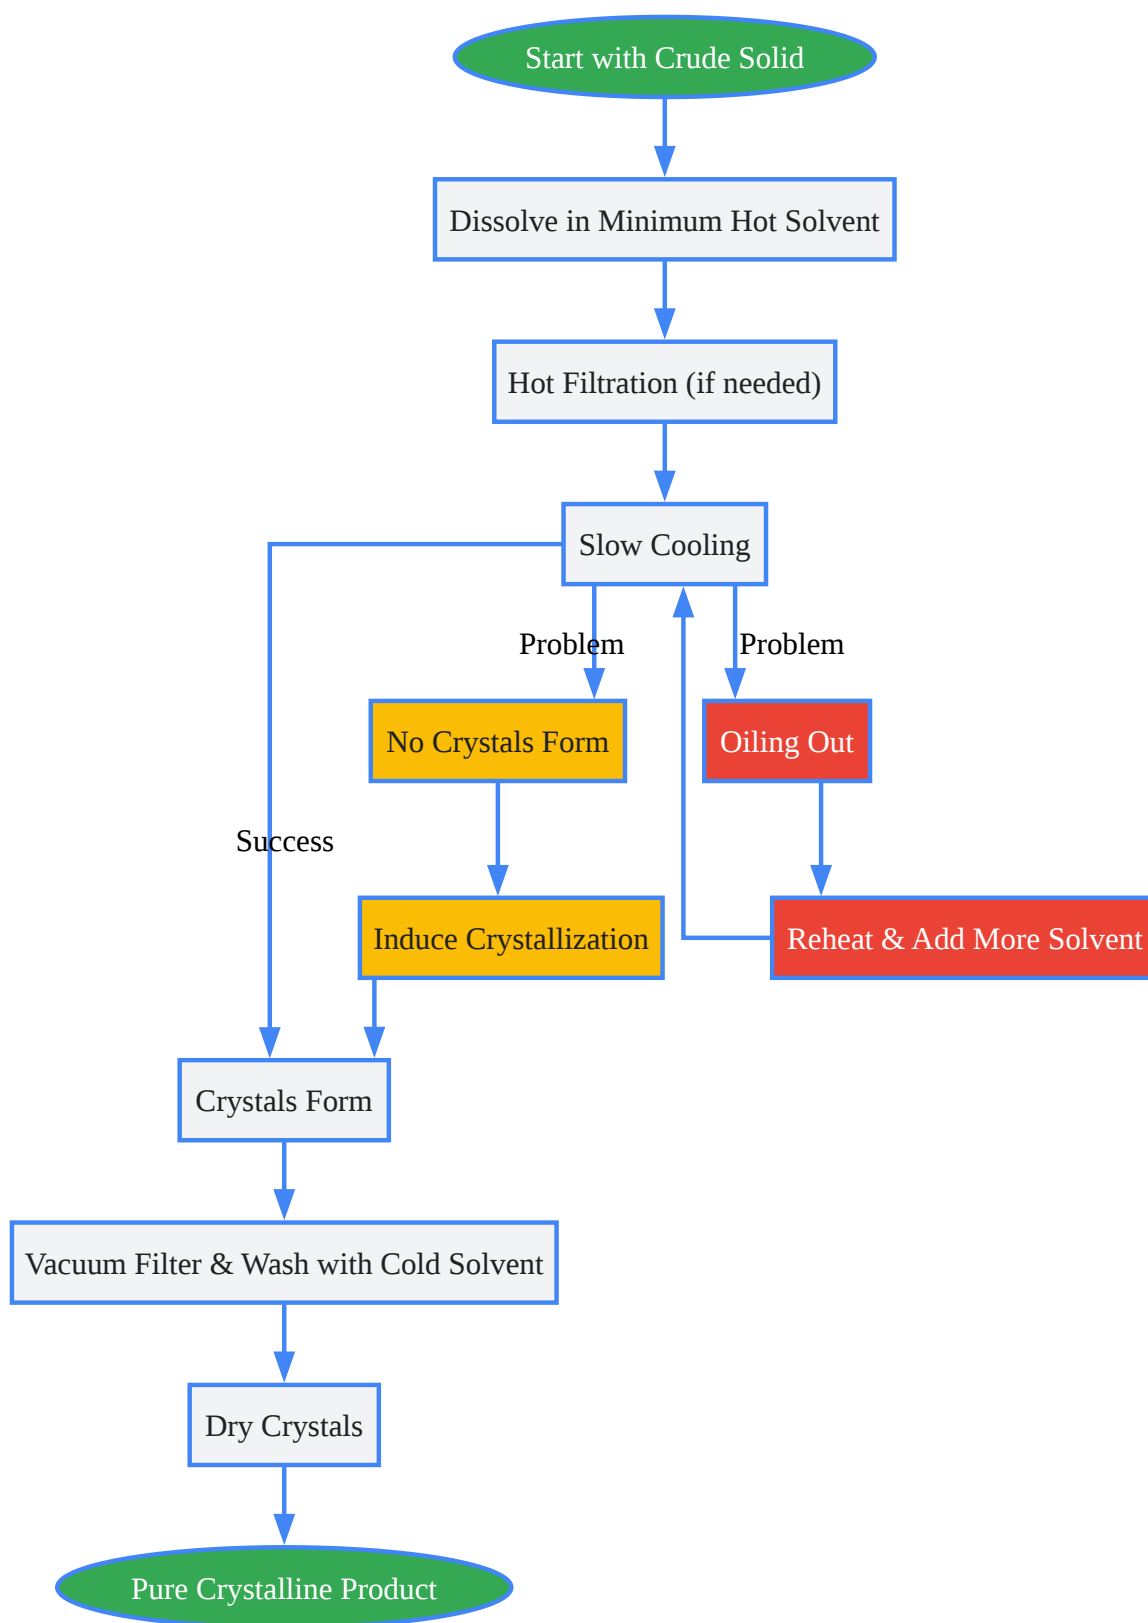 Start with Crude Solid
Dissolve in Minimum Hot Solvent
Hot Filtration (if needed)
Slow Cooling
Problem
Problem
No Crystals Form
Oiling Out
Success
Induce Crystallization
Reheat & Add More Solvent
Crystals Form
Vacuum Filter & Wash with Cold Solvent
Dry Crystals
Pure Crystalline Product